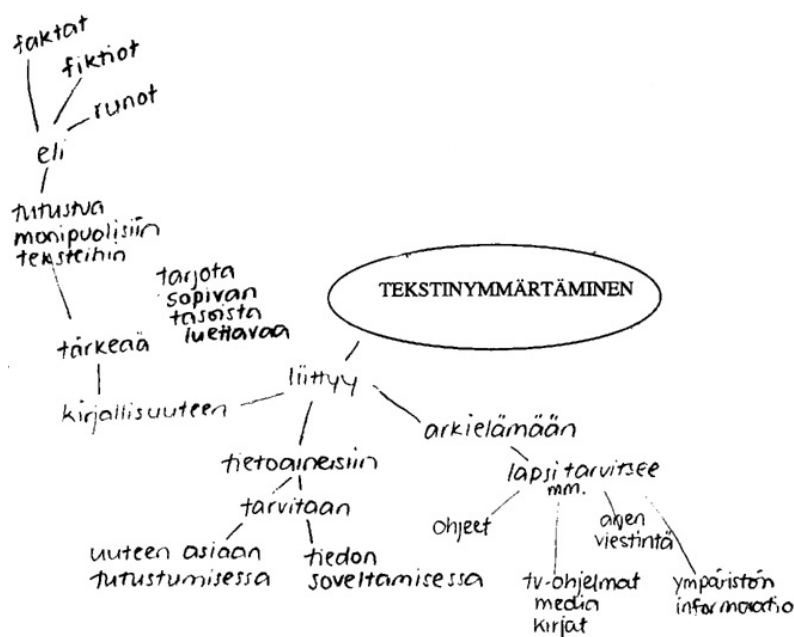 faktat
fiktiot
runot
eli
tutustua
monipuolisiin
teksteihin
tarjota
sopivan
tasoista
luettavaa
TEKSTINYMMÄRTÄMINEN
tärkeää
liittyy
kirjallisuuteen
arkielämään
tietoaineisiin
lapsi tarvitsee
mm.
tarvitaan
ohjeet
arjen
viestintä
uuteen asiaan
tutustumisessa
tiedon
soveltamisessa
tv-ohjelmat
media
kirjat
ympäristön
informaatio